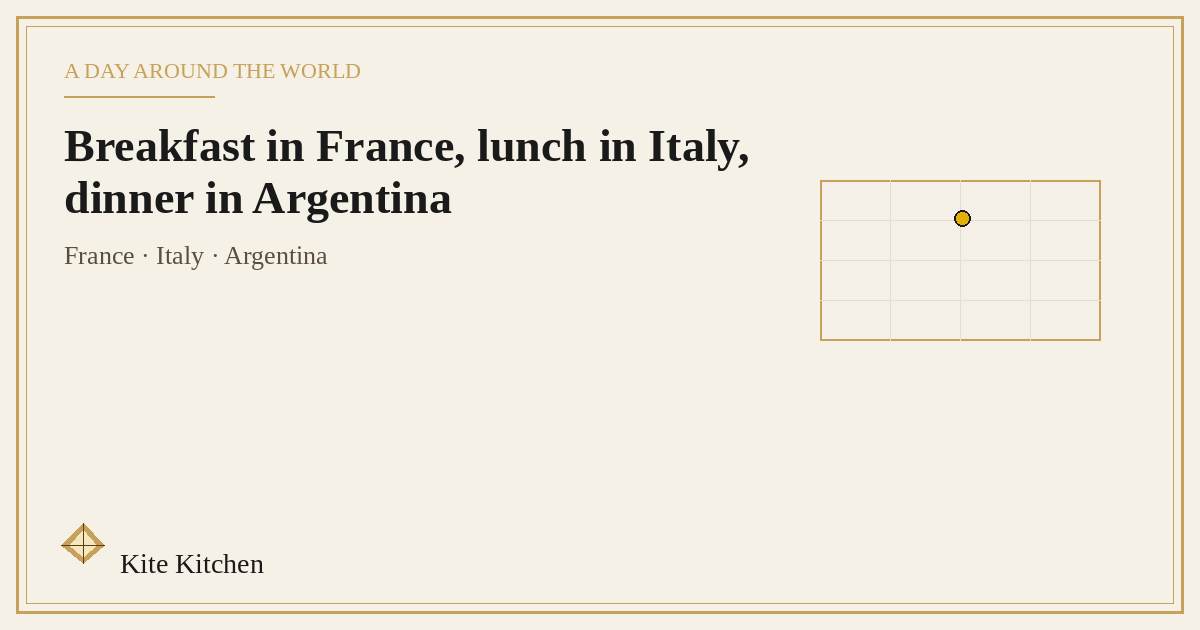 A DAY AROUND THE WORLD
Breakfast in France, lunch in Italy,
dinner in Argentina
France · Italy · Argentina
Kite Kitchen